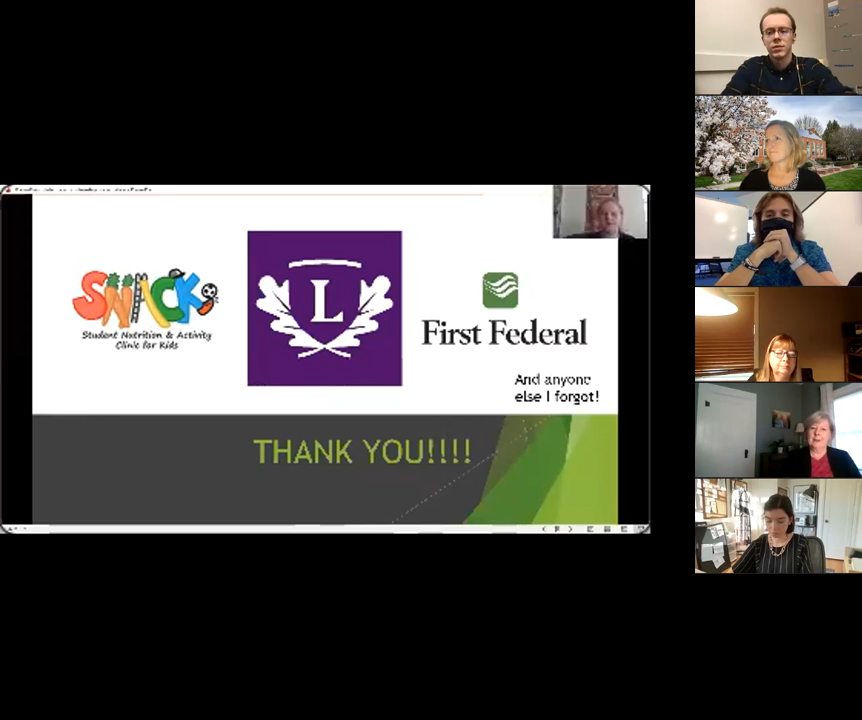 SNACK
Student Nutrition & Activity
Clinic for Kids
L
First Federal
And anyone
else I forgot!
THANK YOU!!!!